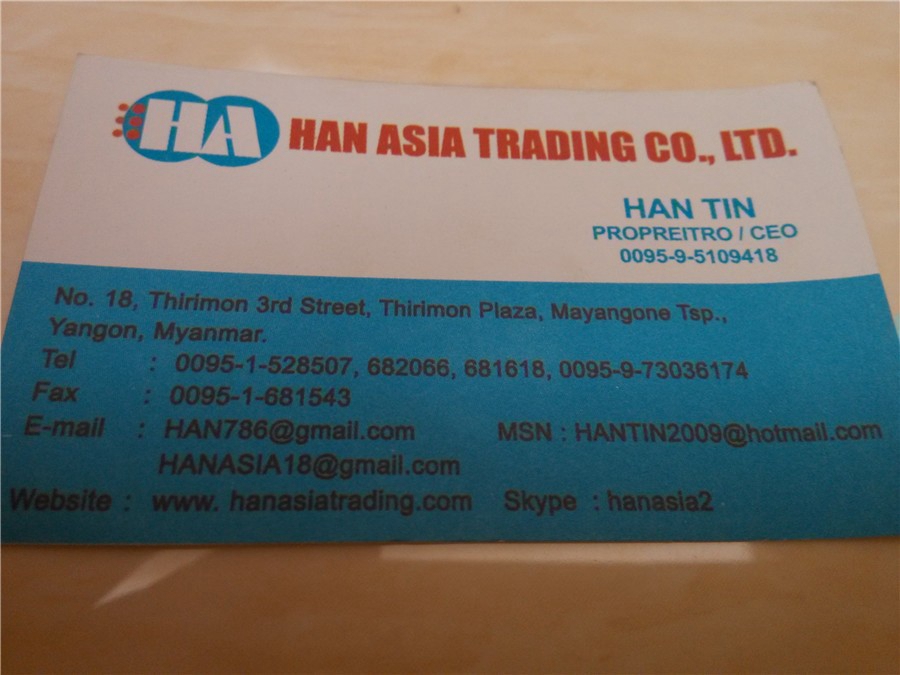 HA HAN ASIA TRADING CO., LTD.
HAN TIN
PROPREITRO / CEO
0095-9-5109418
No. 18, Thirimon 3rd Street, Thirimon Plaza, Mayangone Tsp.,
Yangon, Myanmar.
Tel : 0095-1-528507, 682066, 681618, 0095-9-73036174
Fax : 0095-1-681543
E-mail : HAN786@gmail.com MSN : HANTIN2009@hotmail.com
HANASIA18@gmail.com
Website : www. hanasiatrading.com Skype : hanasia2